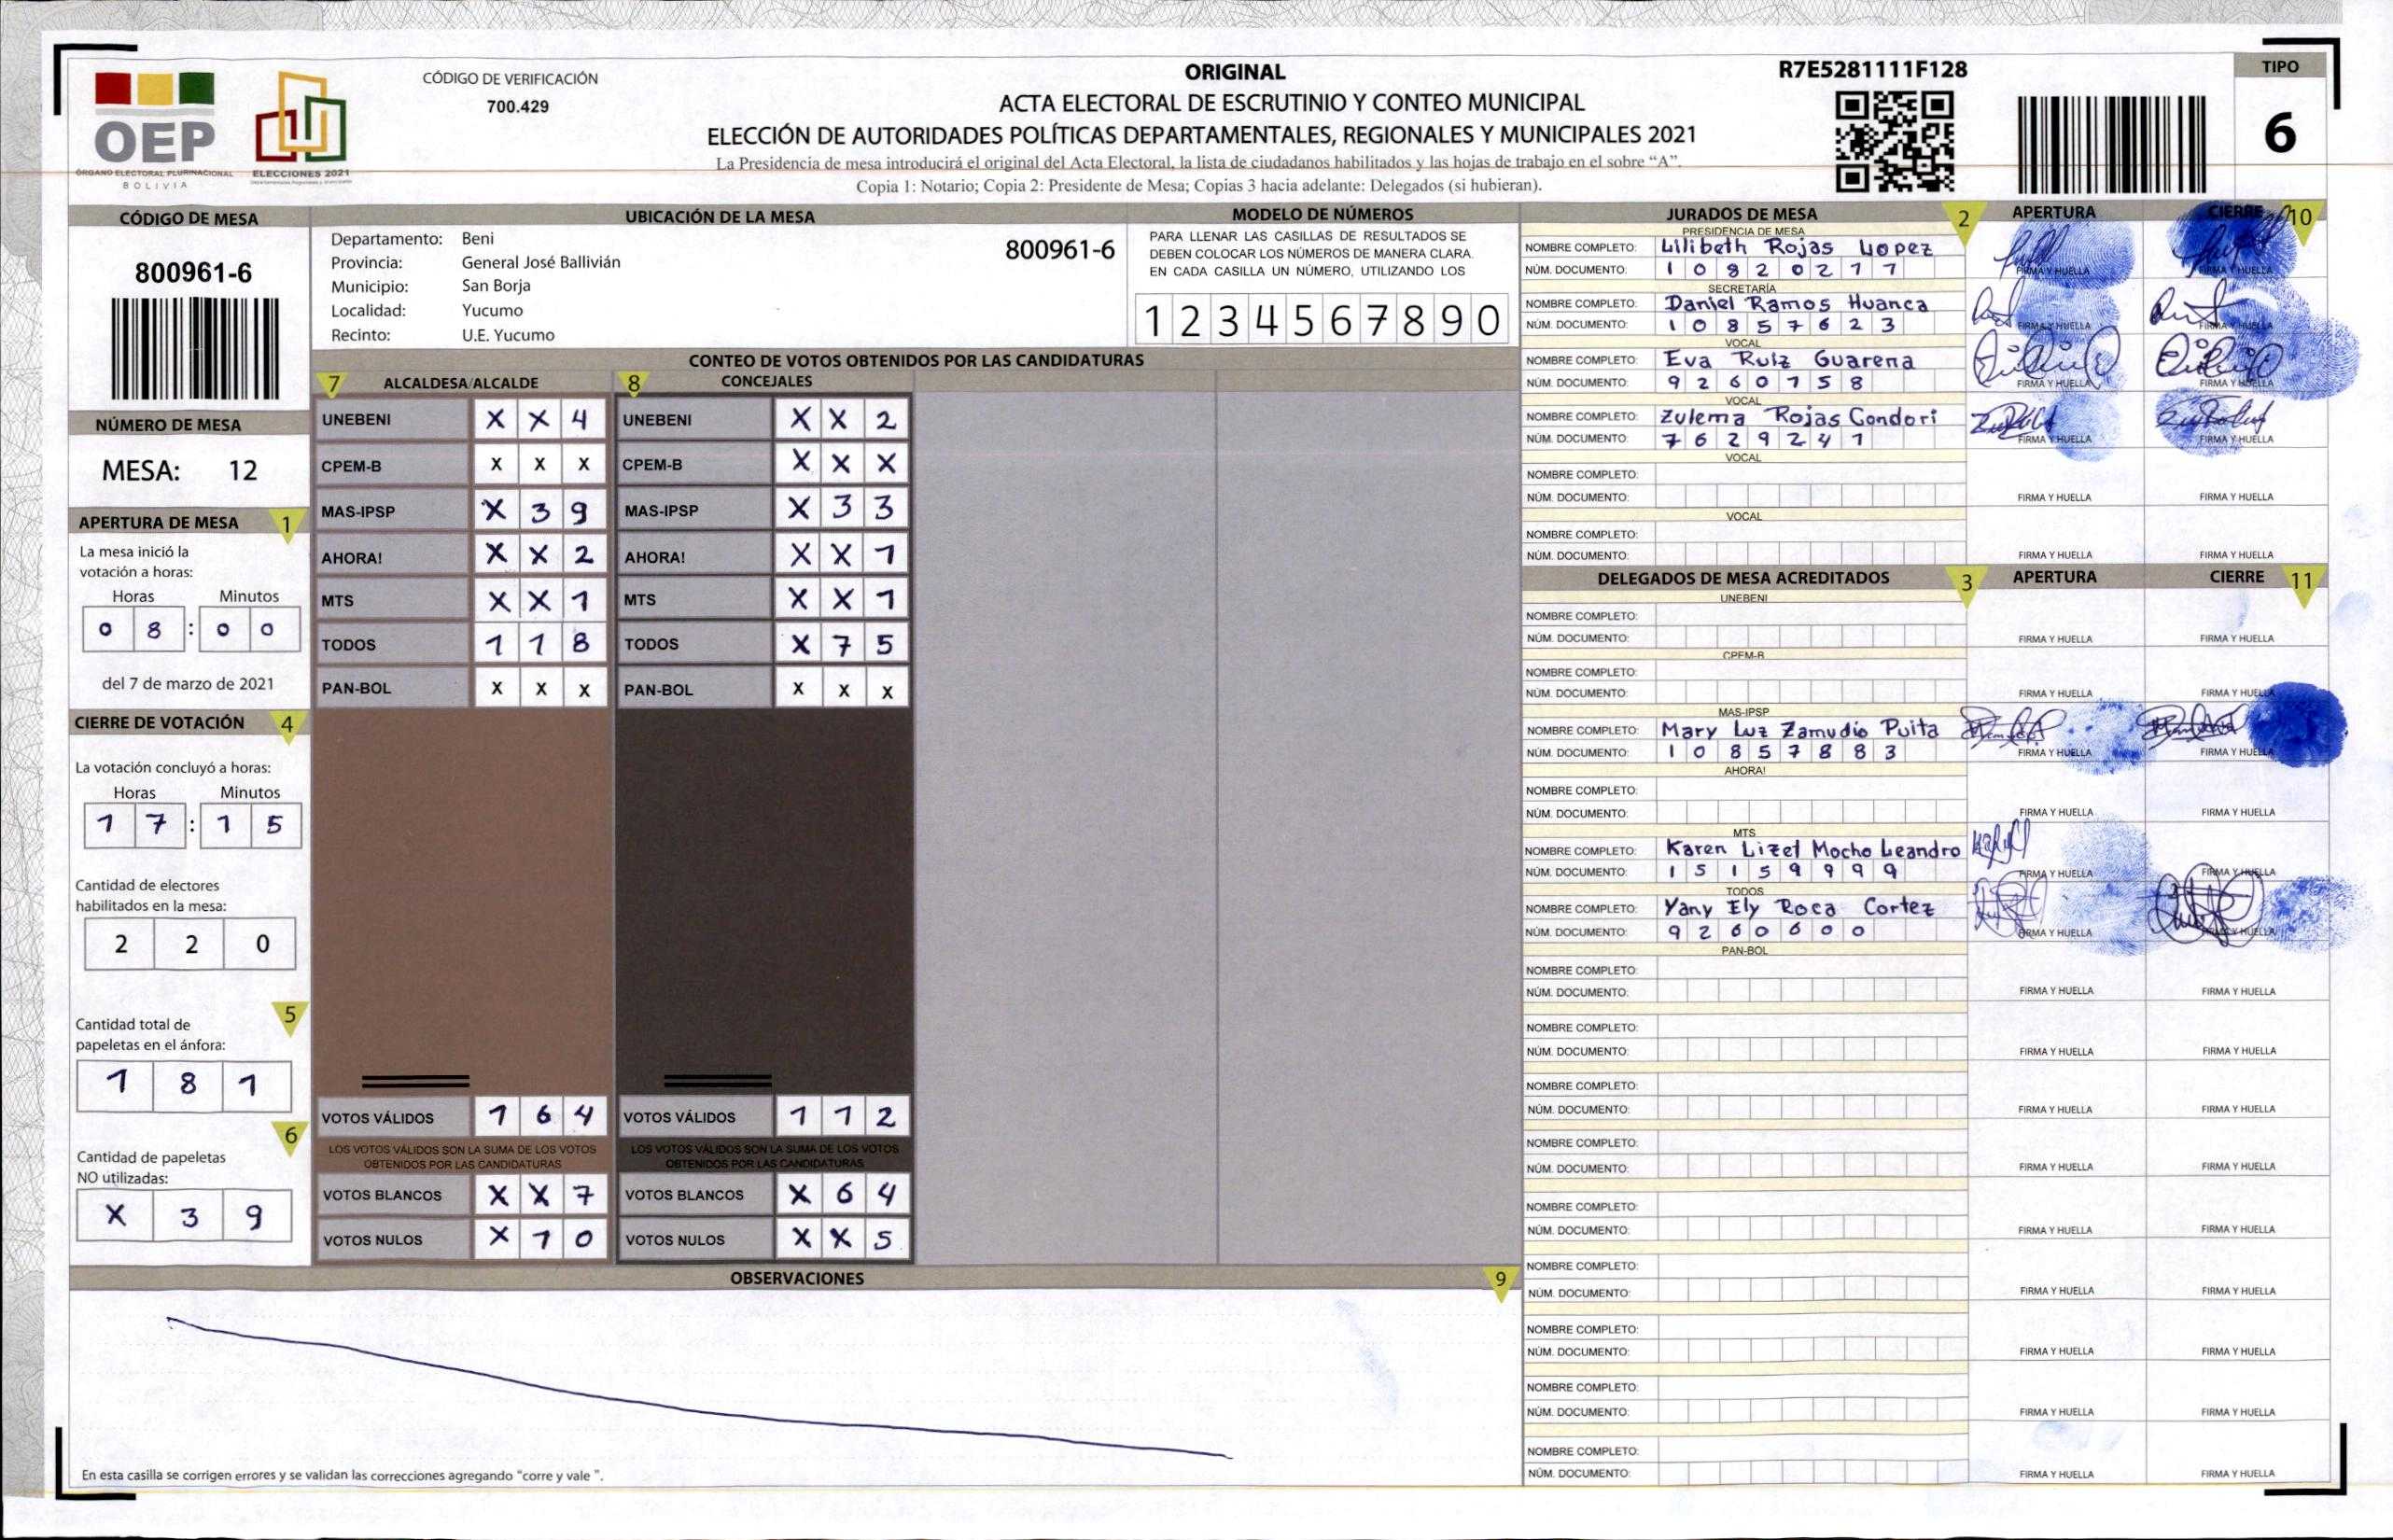 ORIGINAL
R7E5281111F128
TIPO
6
OEP
ÓRGANO ELECTORAL PLURINACIONAL
BOLIVIA
ELECCIONES 2021
CÓDIGO DE VERIFICACIÓN
700.429
ACTA ELECTORAL DE ESCRUTINIO Y CONTEO MUNICIPAL
ELECCIÓN DE AUTORIDADES POLÍTICAS DEPARTAMENTALES, REGIONALES Y MUNICIPALES 2021
La Presidencia de mesa introducirá el original del Acta Electoral, la lista de ciudadanos habilitados y las hojas de trabajo en el sobre “A”.
Copia 1: Notario; Copia 2: Presidente de Mesa; Copias 3 hacia adelante: Delegados (si hubieran).
CÓDIGO DE MESA
800961-6
NÚMERO DE MESA
MESA: 12
APERTURA DE MESA 1
La mesa inició la
votación a horas:
Horas Minutos
0 8 : 0 0
del 7 de marzo de 2021
CIERRE DE VOTACIÓN 4
La votación concluyó a horas:
Horas Minutos
1 7 : 1 5
Cantidad de electores
habilitados en la mesa:
2 2 0
5
Cantidad total de
papeletas en el ánfora:
1 8 1
6
Cantidad de papeletas
NO utilizadas:
X 3 9
UBICACIÓN DE LA MESA
Departamento: Beni
800961-6
Provincia: General José Ballivián
Municipio: San Borja
Localidad: Yucumo
Recinto: U.E. Yucumo
MODELO DE NÚMEROS
PARA LLENAR LAS CASILLAS DE RESULTADOS SE
DEBEN COLOCAR LOS NÚMEROS DE MANERA CLARA.
EN CADA CASILLA UN NÚMERO, UTILIZANDO LOS
1 2 3 4 5 6 7 8 9 0
CONTEO DE VOTOS OBTENIDOS POR LAS CANDIDATURAS
7 ALCALDESA/ALCALDE
UNEBENI X X 4
CPEM-B X X X
MAS-IPSP X 3 9
AHORA! X X 2
MTS X X 1
TODOS 1 1 8
PAN-BOL X X X
VOTOS VÁLIDOS 1 6 4
LOS VOTOS VÁLIDOS SON LA SUMA DE LOS VOTOS
OBTENIDOS POR LAS CANDIDATURAS
VOTOS BLANCOS X X 7
VOTOS NULOS X 1 0
8 CONCEJALES
UNEBENI X X 2
CPEM-B X X X
MAS-IPSP X 3 3
AHORA! X X 1
MTS X X 1
TODOS X 7 5
PAN-BOL X X X
VOTOS VÁLIDOS 1 1 2
LOS VOTOS VÁLIDOS SON LA SUMA DE LOS VOTOS
OBTENIDOS POR LAS CANDIDATURAS
VOTOS BLANCOS X 6 4
VOTOS NULOS X X 5
OBSERVACIONES 9
En esta casilla se corrigen errores y se validan las correcciones agregando “corre y vale ”.
JURADOS DE MESA 2 APERTURA CIERRE 10
PRESIDENCIA DE MESA
NOMBRE COMPLETO: Lilibeth Rojas Lopez
NÚM. DOCUMENTO: 1 0 8 2 0 2 7 7 FIRMA Y HUELLA FIRMA Y HUELLA
SECRETARÍA
NOMBRE COMPLETO: Daniel Ramos Huanca
NÚM. DOCUMENTO: 1 0 8 5 7 6 2 3 FIRMA Y HUELLA FIRMA Y HUELLA
VOCAL
NOMBRE COMPLETO: Eva Ruiz Guarena
NÚM. DOCUMENTO: 9 2 6 0 7 5 8 FIRMA Y HUELLA FIRMA Y HUELLA
VOCAL
NOMBRE COMPLETO: Zulema Rojas Condori
NÚM. DOCUMENTO: 7 6 2 9 2 4 1 FIRMA Y HUELLA FIRMA Y HUELLA
VOCAL
NOMBRE COMPLETO:
NÚM. DOCUMENTO: FIRMA Y HUELLA FIRMA Y HUELLA
VOCAL
NOMBRE COMPLETO:
NÚM. DOCUMENTO: FIRMA Y HUELLA FIRMA Y HUELLA
DELEGADOS DE MESA ACREDITADOS 3 APERTURA CIERRE 11
UNEBENI
NOMBRE COMPLETO:
NÚM. DOCUMENTO: FIRMA Y HUELLA FIRMA Y HUELLA
CPEM-B
NOMBRE COMPLETO:
NÚM. DOCUMENTO: FIRMA Y HUELLA FIRMA Y HUELLA
MAS-IPSP
NOMBRE COMPLETO: Mary Luz Zamudio Puita
NÚM. DOCUMENTO: 1 0 8 5 7 8 8 3 FIRMA Y HUELLA FIRMA Y HUELLA
AHORA!
NOMBRE COMPLETO:
NÚM. DOCUMENTO: FIRMA Y HUELLA FIRMA Y HUELLA
MTS
NOMBRE COMPLETO: Karen Lizet Mocho Leandro
NÚM. DOCUMENTO: 1 5 1 5 9 9 9 9 FIRMA Y HUELLA FIRMA Y HUELLA
TODOS
NOMBRE COMPLETO: Yany Ely Roca Cortez
NÚM. DOCUMENTO: 9 2 6 0 6 0 0 FIRMA Y HUELLA FIRMA Y HUELLA
PAN-BOL
NOMBRE COMPLETO:
NÚM. DOCUMENTO: FIRMA Y HUELLA FIRMA Y HUELLA
NOMBRE COMPLETO:
NÚM. DOCUMENTO: FIRMA Y HUELLA FIRMA Y HUELLA
NOMBRE COMPLETO:
NÚM. DOCUMENTO: FIRMA Y HUELLA FIRMA Y HUELLA
NOMBRE COMPLETO:
NÚM. DOCUMENTO: FIRMA Y HUELLA FIRMA Y HUELLA
NOMBRE COMPLETO:
NÚM. DOCUMENTO: FIRMA Y HUELLA FIRMA Y HUELLA
NOMBRE COMPLETO:
NÚM. DOCUMENTO: FIRMA Y HUELLA FIRMA Y HUELLA
NOMBRE COMPLETO:
NÚM. DOCUMENTO: FIRMA Y HUELLA FIRMA Y HUELLA
NOMBRE COMPLETO:
NÚM. DOCUMENTO: FIRMA Y HUELLA FIRMA Y HUELLA
NOMBRE COMPLETO:
NÚM. DOCUMENTO: FIRMA Y HUELLA FIRMA Y HUELLA